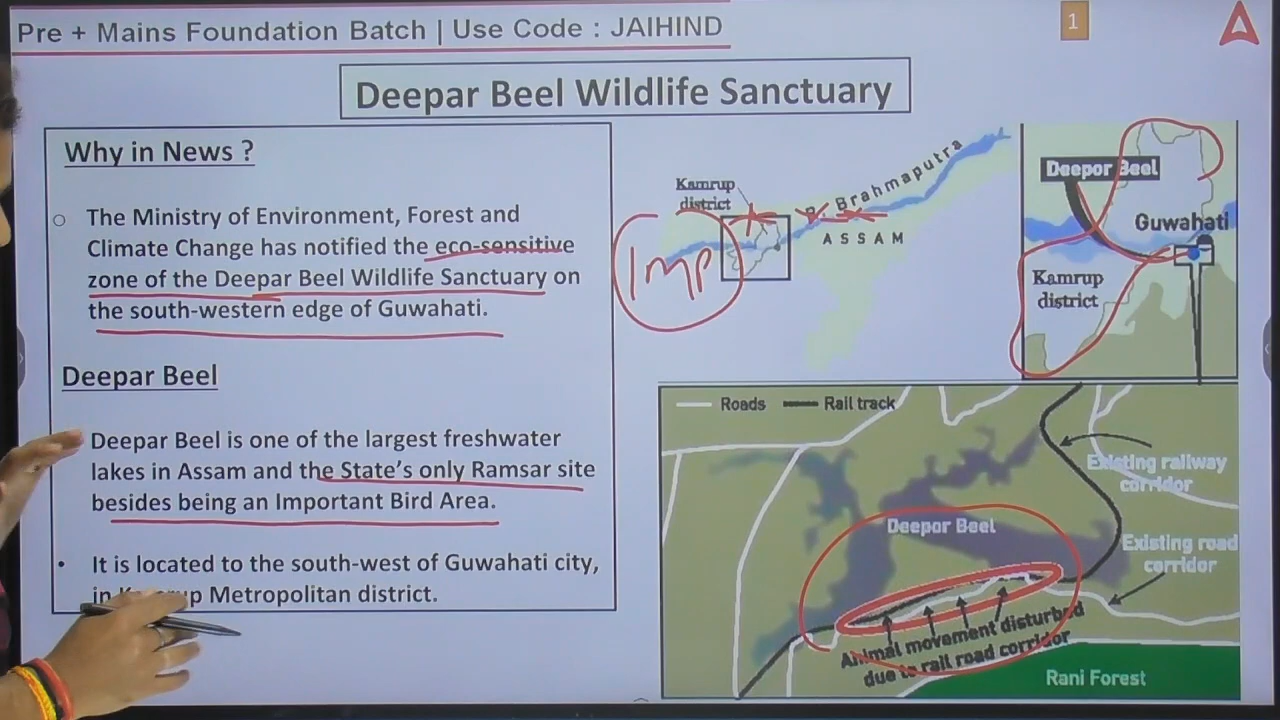 Pre + Mains Foundation Batch | Use Code : JAIHIND
1
Deepar Beel Wildlife Sanctuary
Why in News ?
The Ministry of Environment, Forest and
Climate Change has notified the eco-sensitive
zone of the Deepar Beel Wildlife Sanctuary on
the south-western edge of Guwahati.
Deepar Beel
Deepar Beel is one of the largest freshwater
lakes in Assam and the State's only Ramsar site
besides being an Important Bird Area.
• It is located to the south-west of Guwahati city,
in Metropolitan district.
Kamrup
district
R. Brahmaputra
ASSAM
Imp
Deepor Beel
Guwahati
Kamrup
district
Roads
Rail track
Existing railway
corridor
Deepor Beel
Existing road
corridor
Animal movement disturbed
due to rail road corridor
Rani Forest